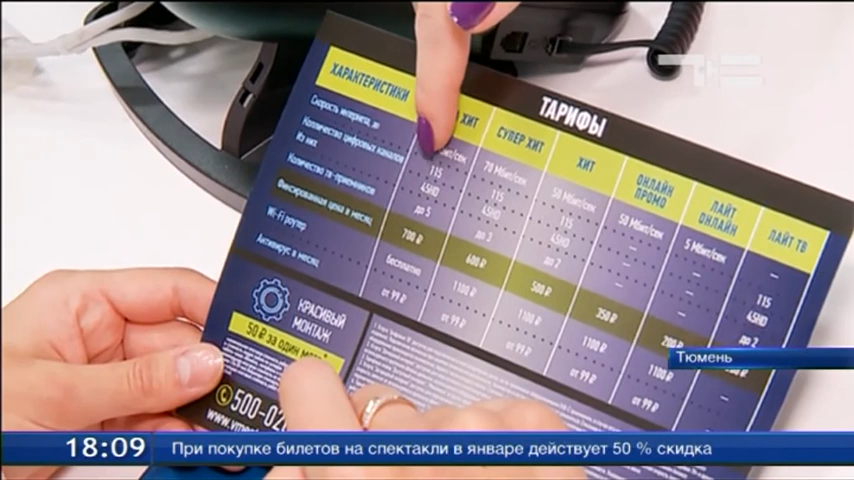 ТАРИФЫ
ХАРАКТЕРИСТИКИ ХИТ СУПЕР ХИТ ХИТ ОНЛАЙН ПРОМО ЛАЙТ ОНЛАЙН ЛАЙТ ТВ
Скорость интернета, до 70 Мбит/сек 50 Мбит/сек 50 Мбит/сек 5 Мбит/сек —
Количество цифровых каналов 115 115 115 — — 115
Из них 45HD 45HD 45HD — — 45HD
Количество тв-приемников до 5 до 3 до 2 — — до 2
Фиксированная цена в месяц 700 ₽ 600 ₽ 500 ₽ 350 ₽
Wi-Fi роутер бесплатно 1100 ₽ 1100 ₽ 1100 ₽ 1100 ₽
Антивирус в месяц от 99 ₽ от 99 ₽ от 99 ₽ от 99 ₽
КРАСИВЫЙ
МОНТАЖ
50 ₽ за один
500-02
Тюмень
18:09 При покупке билетов на спектакли в январе действует 50 % скидка